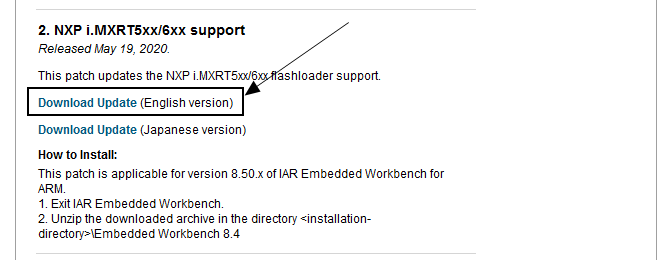 2. NXP i.MXRT5xx/6xx support
Released May 19, 2020.
This patch updates the NXP i.MXRT5xx/6xx flashloader support.
Download Update (English version)
Download Update (Japanese version)
How to Install:
This patch is applicable for version 8.50.x of IAR Embedded Workbench for
ARM.
1. Exit IAR Embedded Workbench.
2. Unzip the downloaded archive in the directory <installation-
directory>\Embedded Workbench 8.4